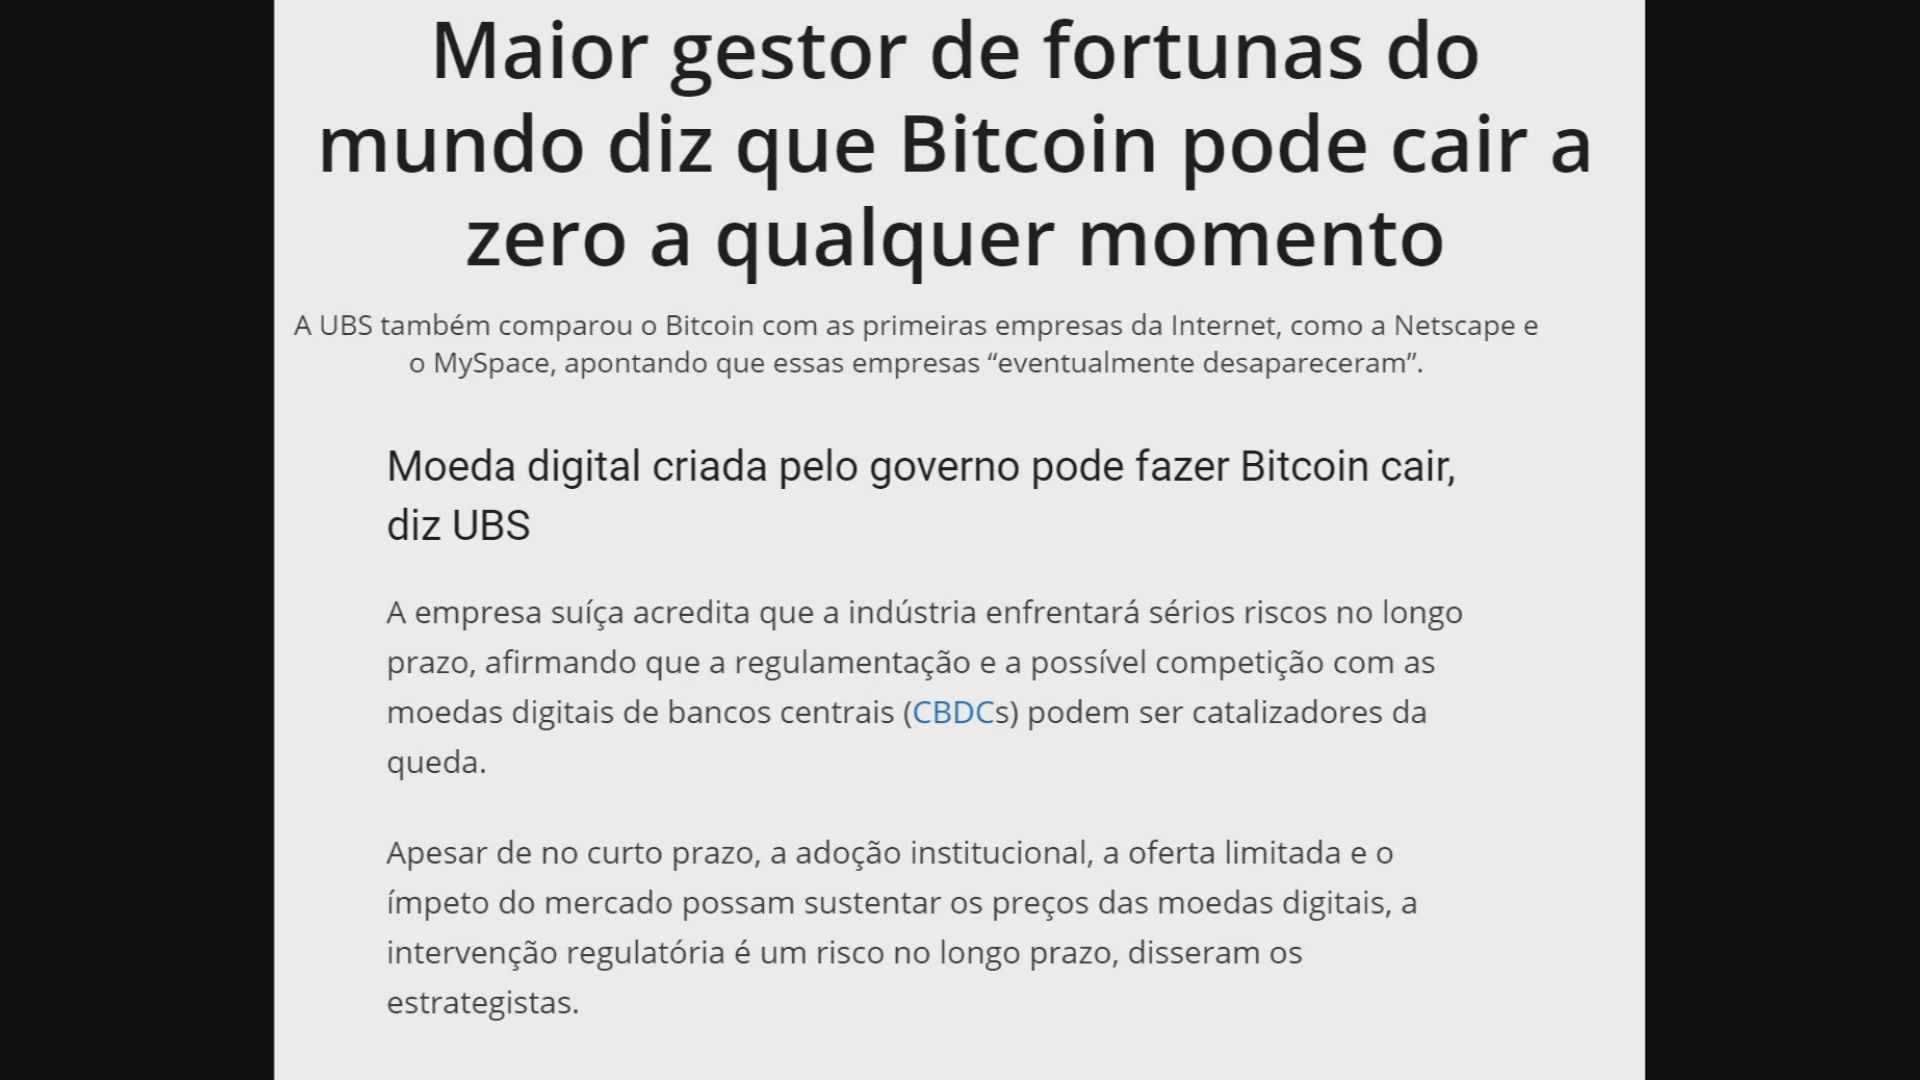 Maior gestor de fortunas do
mundo diz que Bitcoin pode cair a
zero a qualquer momento
A UBS também comparou o Bitcoin com as primeiras empresas da Internet, como a Netscape e
o MySpace, apontando que essas empresas “eventualmente desapareceram”.
Moeda digital criada pelo governo pode fazer Bitcoin cair,
diz UBS
A empresa suíça acredita que a indústria enfrentará sérios riscos no longo
prazo, afirmando que a regulamentação e a possível competição com as
moedas digitais de bancos centrais (CBDCs) podem ser catalizadores da
queda.
Apesar de no curto prazo, a adoção institucional, a oferta limitada e o
ímpeto do mercado possam sustentar os preços das moedas digitais, a
intervenção regulatória é um risco no longo prazo, disseram os
estrategistas.